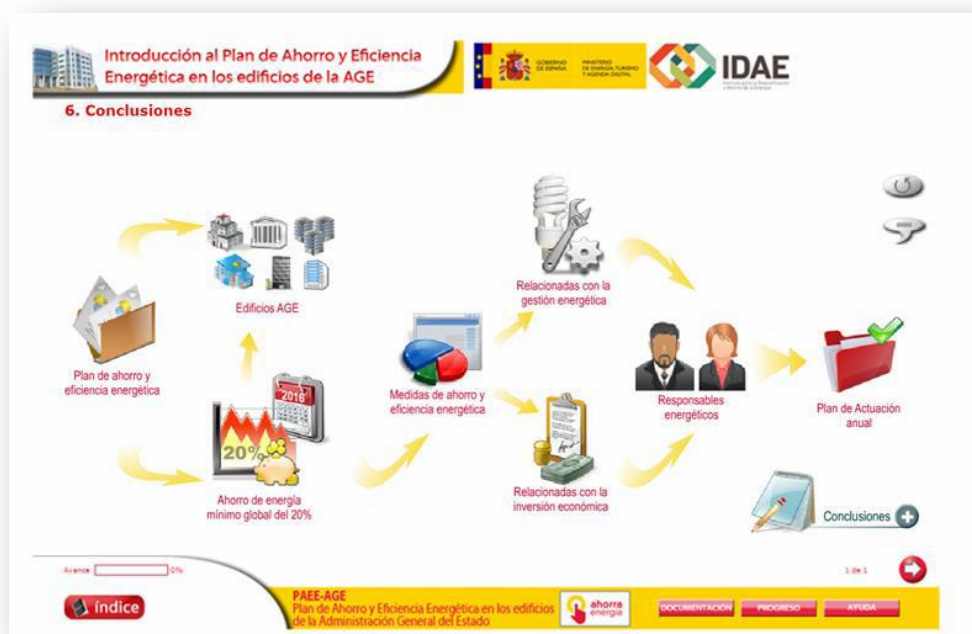 Introducción al Plan de Ahorro y Eficiencia
Energética en los edificios de la AGE
GOBIERNO
DE ESPAÑA
MINISTERIO
DE ENERGÍA, TURISMO
Y AGENDA DIGITAL
IDAE
6. Conclusiones
Edificios AGE
Relacionadas con la
gestión energética
Plan de ahorro y
eficiencia energética
2016
20%
Ahorro de energía
mínimo global del 20%
Medidas de ahorro y
eficiencia energética
Relacionadas con la
inversión económica
Responsables
energéticos
Plan de Actuación
anual
Conclusiones
Avance 0%
1 de 1
índice
PAEE-AGE
Plan de Ahorro y Eficiencia Energética en los edificios
de la Administración General del Estado
ahorra
energía
DOCUMENTACIÓN
PROGRESO
AYUDA